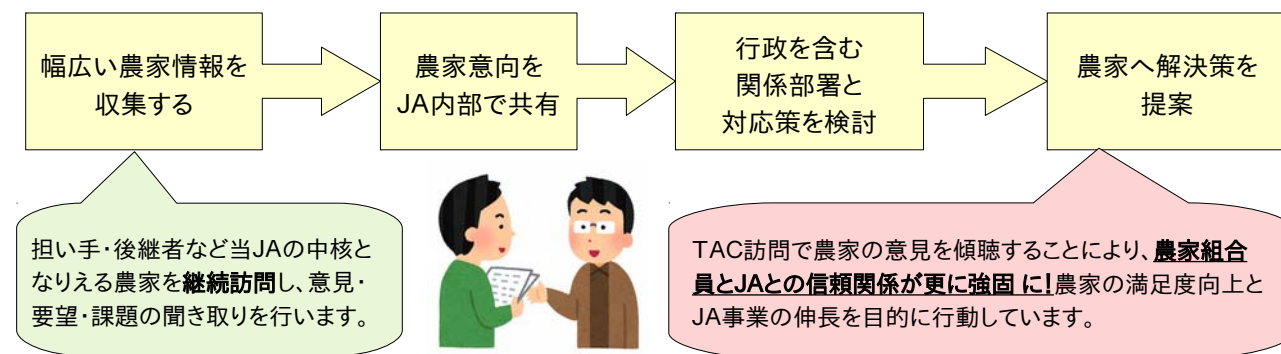 幅広い農家情報を
収集する
農家意向を
JA内部で共有
行政を含む
関係部署と
対応策を検討
農家へ解決策を
提案
担い手・後継者など当JAの中核と
なりえる農家を継続訪問し、意見・
要望・課題の聞き取りを行います。
TAC訪問で農家の意見を傾聴することにより、農家組合
員とJAとの信頼関係が更に強固 に!農家の満足度向上と
JA事業の伸長を目的に行動しています。